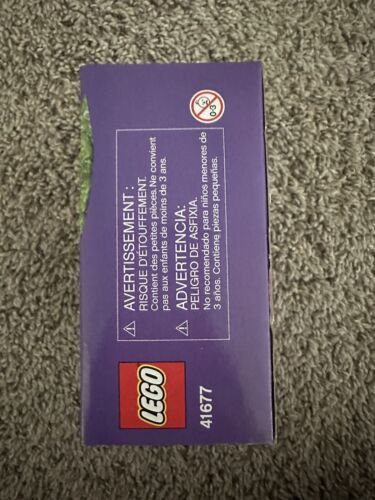 AVERTISSEMENT :
RISQUE D'ÉTOUFFEMENT.
Contient des petites pièces. Ne convient
pas aux enfants de moins de 3 ans.
ADVERTENCIA:
PELIGRO DE ASFIXIA.
No recomendado para niños menores de
3 años. Contiene piezas pequeñas.
0-3
LEGO
41677